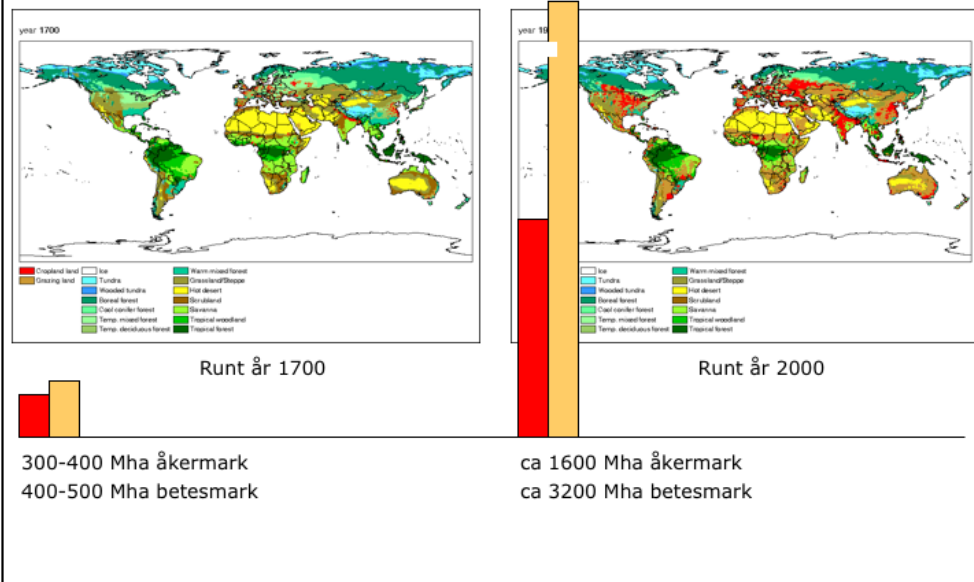 year 1700
Cropland land
Grazing land
Ice
Tundra
Wooded tundra
Boreal forest
Cool conifer forest
Temp. mixed forest
Temp. deciduous forest
Warm mixed forest
Grassland/Steppe
Hot desert
Scrubland
Savanna
Tropical woodland
Tropical forest
year 19
Ice
Tundra
Wooded tundra
Boreal forest
Cool conifer forest
Temp. mixed forest
Temp. deciduous forest
Warm mixed forest
Grassland/Steppe
Hot desert
Scrubland
Savanna
Tropical woodland
Tropical forest
Runt år 1700
Runt år 2000
300-400 Mha åkermark
400-500 Mha betesmark
ca 1600 Mha åkermark
ca 3200 Mha betesmark